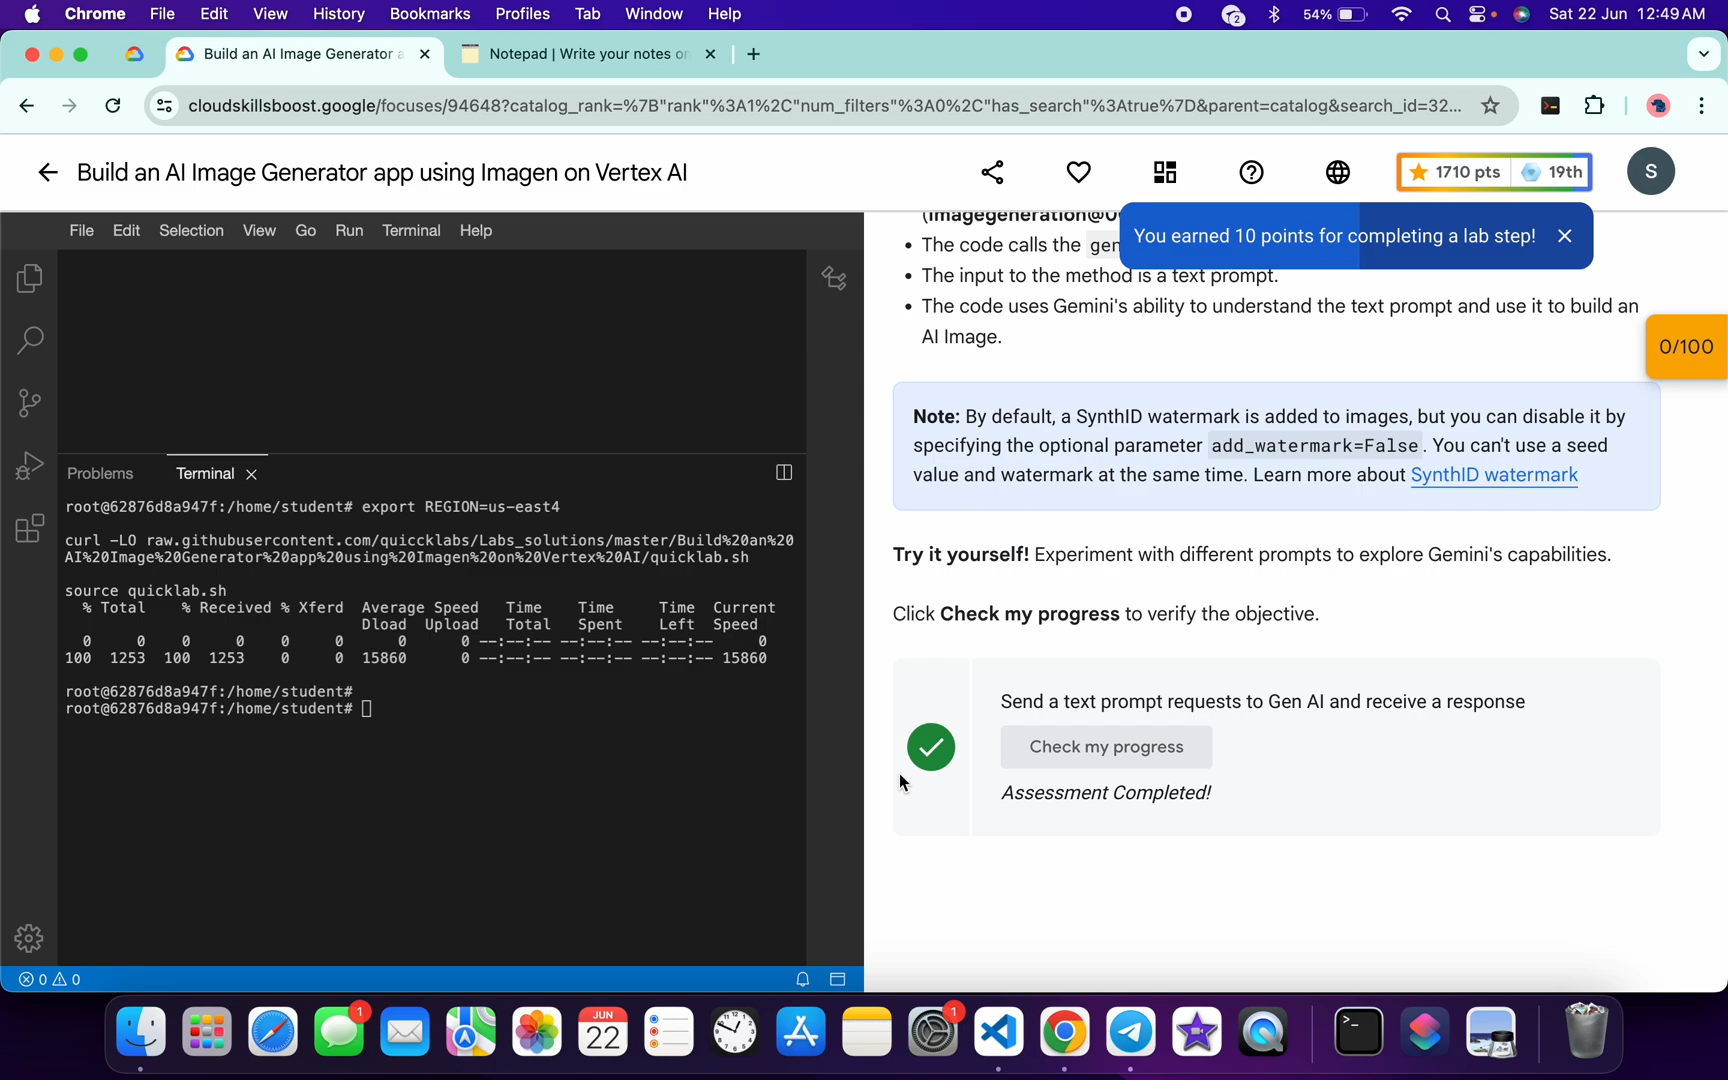 Chrome File Edit View History Bookmarks Profiles Tab Window Help
2 54% Sat 22 Jun 12:49 AM
Build an AI Image Generator a
Notepad | Write your notes on
cloudskillsboost.google/focuses/94648?catalog_rank=%7B"rank"%3A1%2C"num_filters"%3A0%2C"has_search"%3Atrue%7D&parent=catalog&search_id=32...
Build an AI Image Generator app using Imagen on Vertex AI
1710 pts 19th
S
File Edit Selection View Go Run Terminal Help
Problems Terminal
root@62876d8a947f:/home/student# export REGION=us-east4
curl -LO raw.githubusercontent.com/quiccklabs/Labs_solutions/master/Build%20an%20
AI%20Image%20Generator%20app%20using%20Imagen%20on%20Vertex%20AI/quicklab.sh
source quicklab.sh
% Total % Received % Xferd Average Speed Time Time Time Current
Dload Upload Total Spent Left Speed
0 0 0 0 0 0 0 0 --:--:-- --:--:-- --:--:-- 0
100 1253 100 1253 0 0 15860 0 --:--:-- --:--:-- --:--:-- 15860
root@62876d8a947f:/home/student#
root@62876d8a947f:/home/student#
0 0
(imagegeneration@0
You earned 10 points for completing a lab step!
• The code calls the gen
• The input to the method is a text prompt.
• The code uses Gemini's ability to understand the text prompt and use it to build an
AI Image.
0/100
Note: By default, a SynthID watermark is added to images, but you can disable it by
specifying the optional parameter add_watermark=False. You can't use a seed
value and watermark at the same time. Learn more about SynthID watermark
Try it yourself! Experiment with different prompts to explore Gemini's capabilities.
Click Check my progress to verify the objective.
Send a text prompt requests to Gen AI and receive a response
Check my progress
Assessment Completed!
1
JUN
22
1